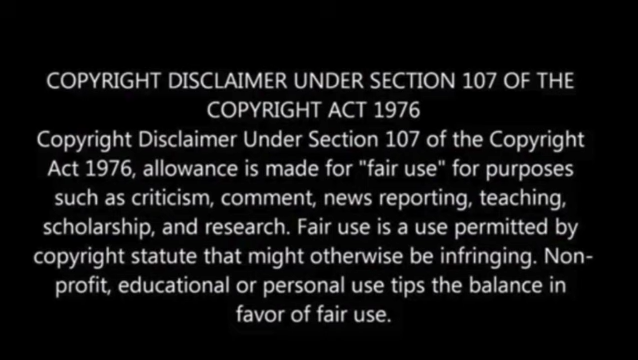 COPYRIGHT DISCLAIMER UNDER SECTION 107 OF THE
COPYRIGHT ACT 1976
Copyright Disclaimer Under Section 107 of the Copyright
Act 1976, allowance is made for "fair use" for purposes
such as criticism, comment, news reporting, teaching,
scholarship, and research. Fair use is a use permitted by
copyright statute that might otherwise be infringing. Non-
profit, educational or personal use tips the balance in
favor of fair use.